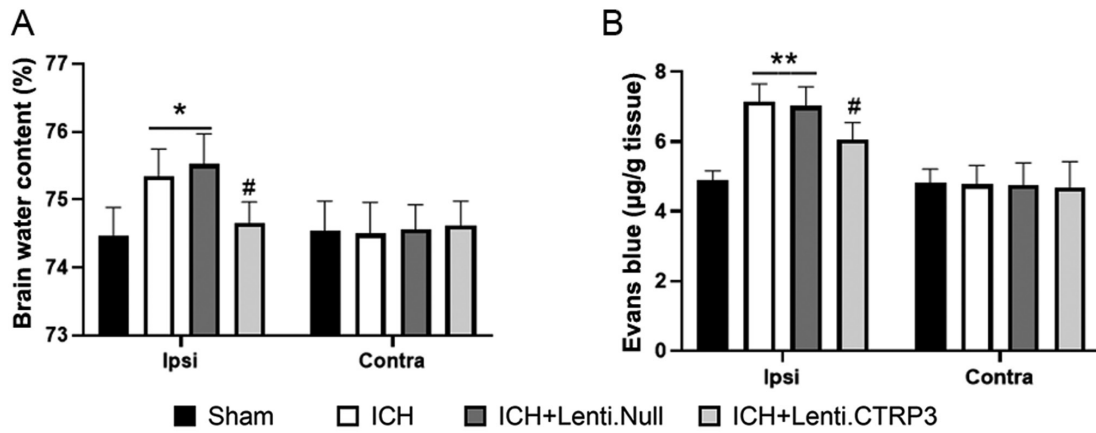 A
Brain water content (%)
77
76
75
74
73
*
#
Ipsi
Contra
B
Evans blue (µg/g tissue)
8
6
4
2
0
**
#
Ipsi
Contra
Sham ICH ICH+Lenti.Null ICH+Lenti.CTRP3